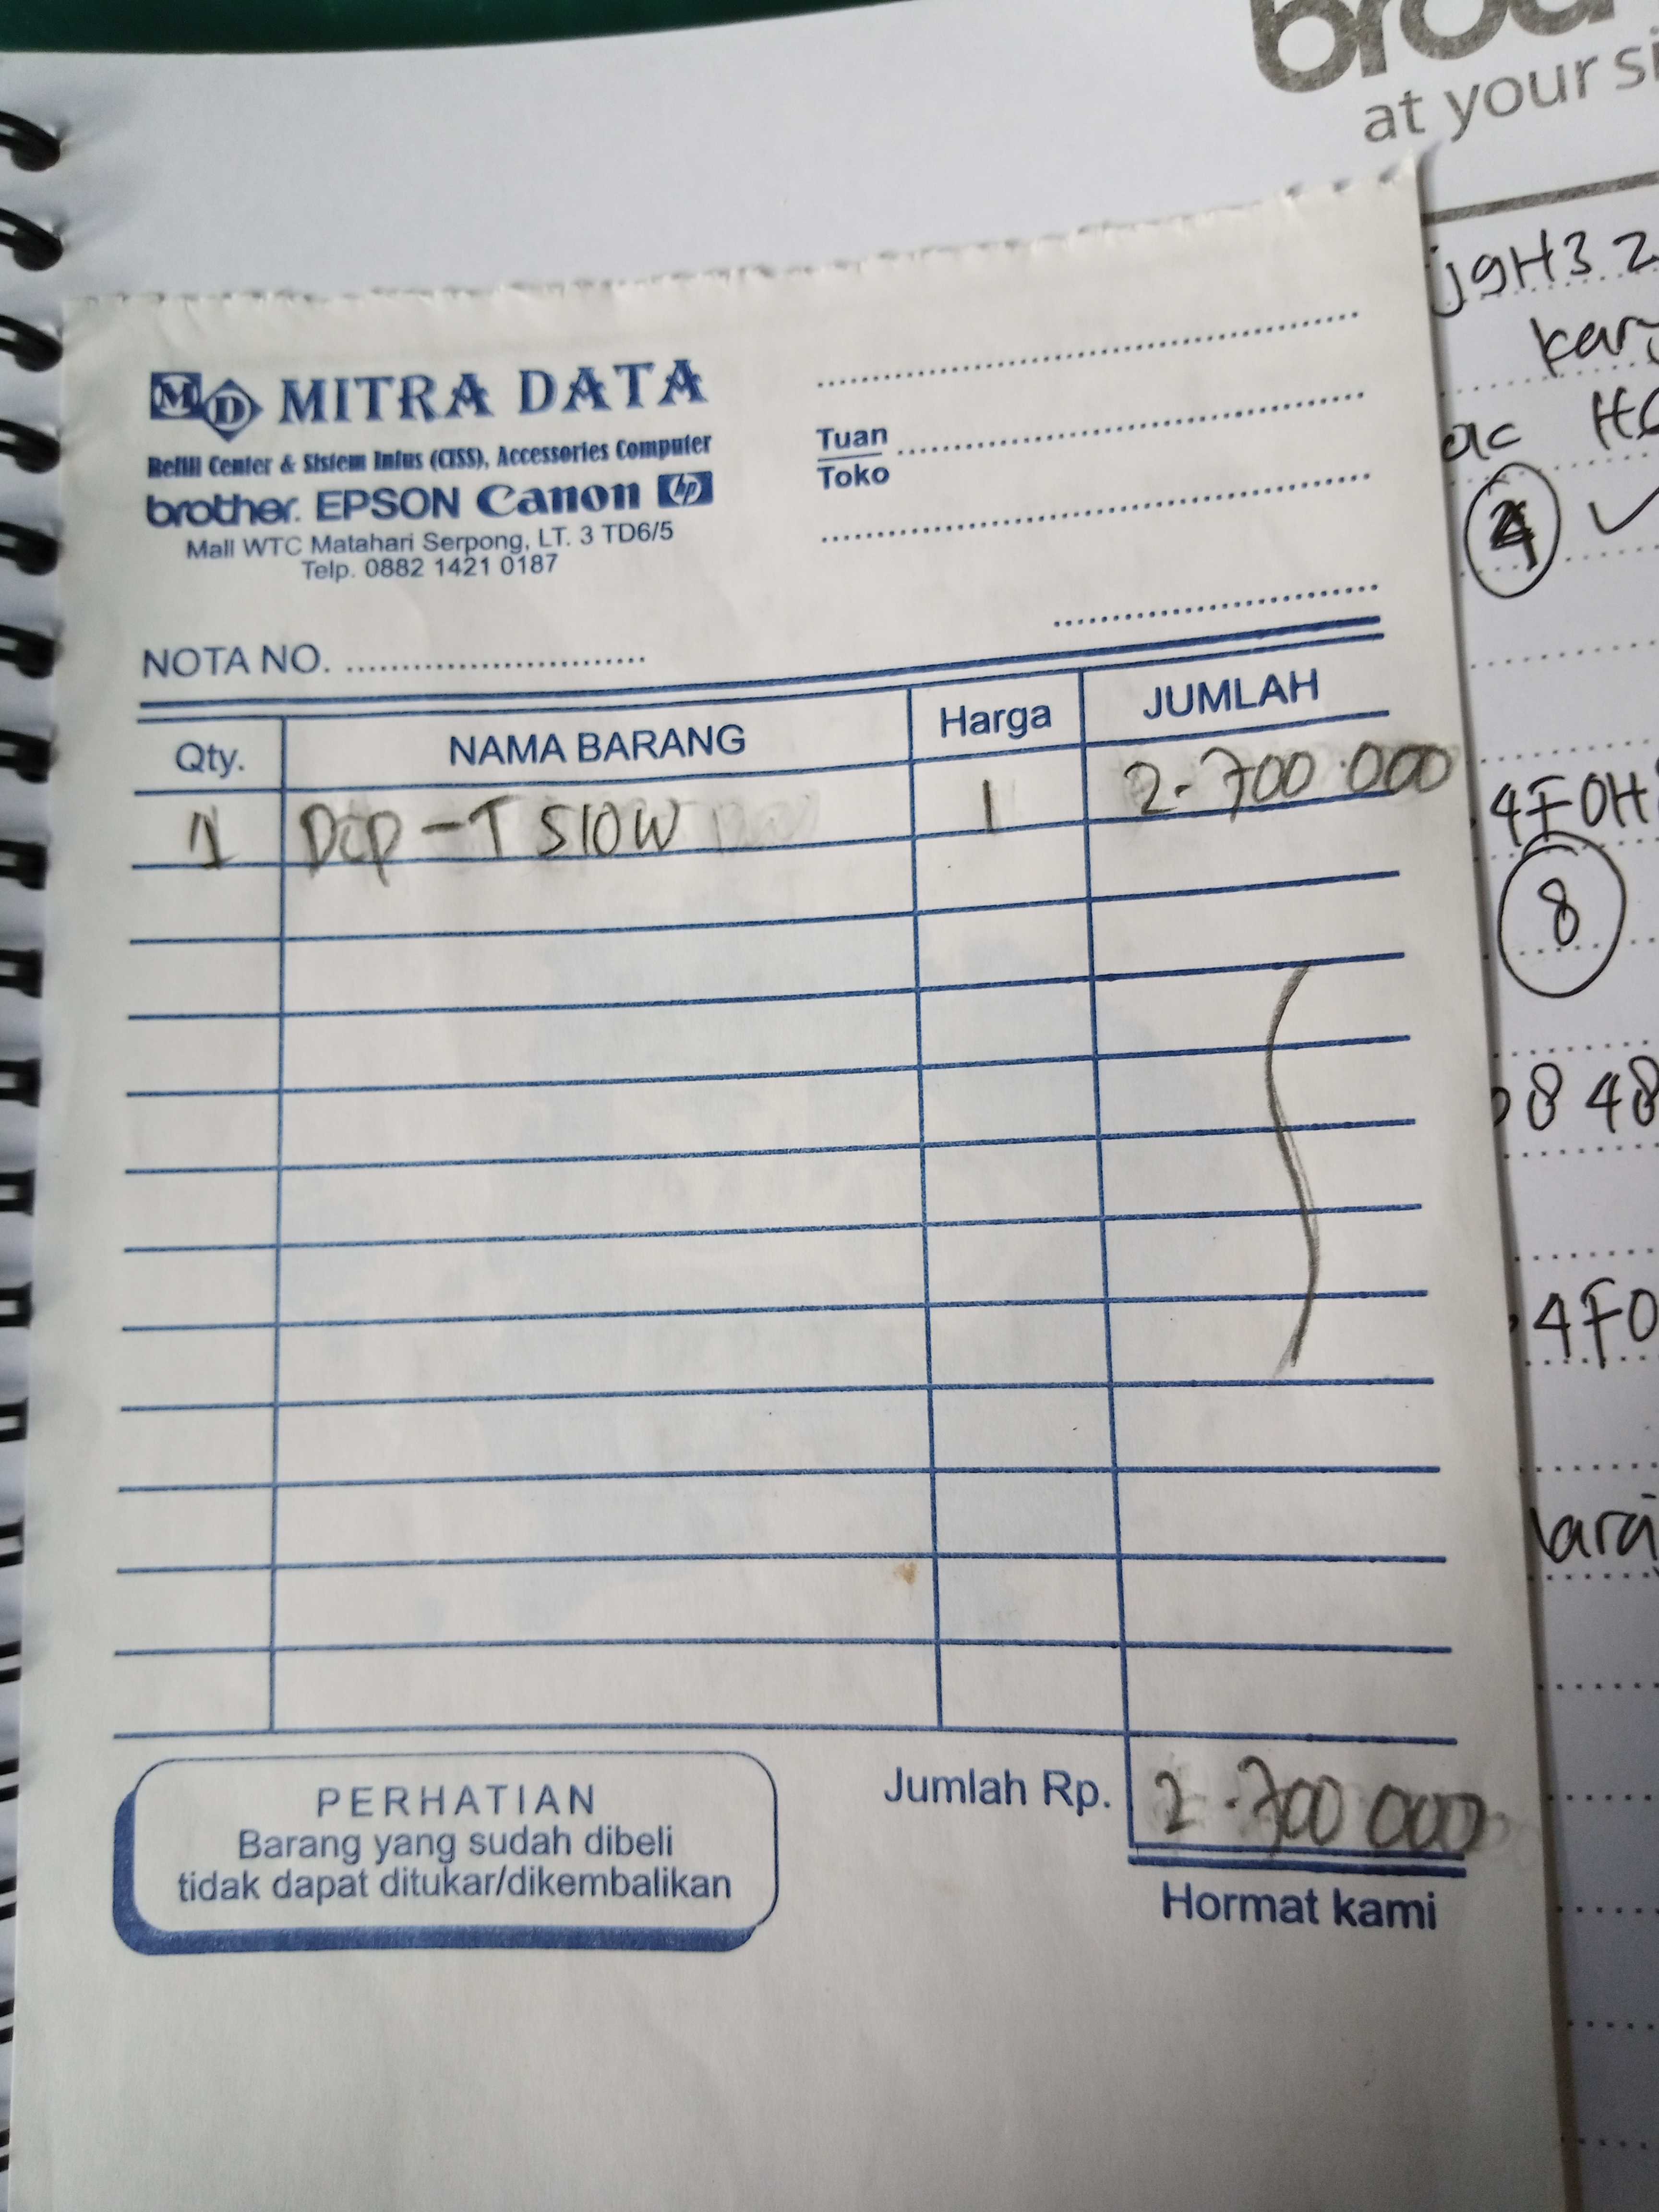 at your si
MD MITRA DATA
Refill Center & Sistem Infus (CISS), Accessories Computer
brother. EPSON Canon hp
Mall WTC Matahari Serpong, LT. 3 TD6/5
Telp. 0882 1421 0187
Tuan
Toko
NOTA NO.
Qty. NAMA BARANG Harga JUMLAH
1 Dcp-T 510W 1 2.700.000
PERHATIAN
Barang yang sudah dibeli
tidak dapat ditukar/dikembalikan
Jumlah Rp. 2.700 000
Hormat kami
J9H32
4F0H
8
848
4F0